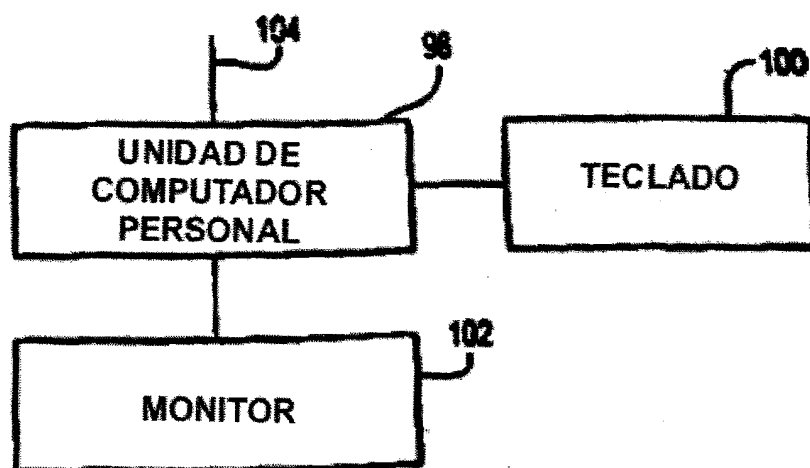 104
98
100
UNIDAD DE
COMPUTADOR
PERSONAL
TECLADO
102
MONITOR